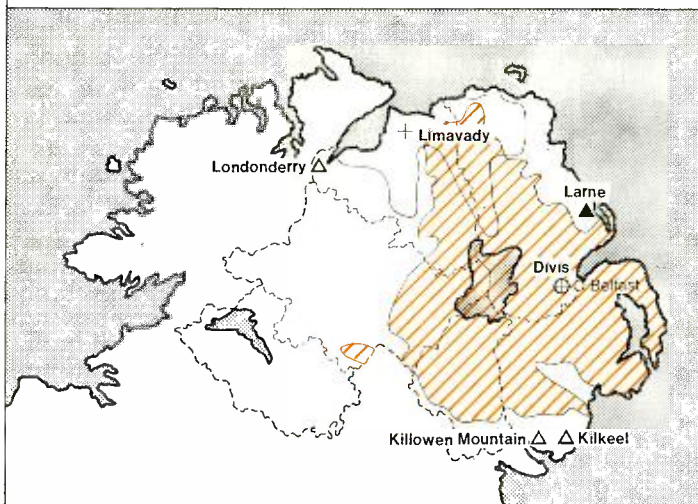 Limavady
Londonderry
Larne
Divis
Belfast
Killowen Mountain
Kilkeel